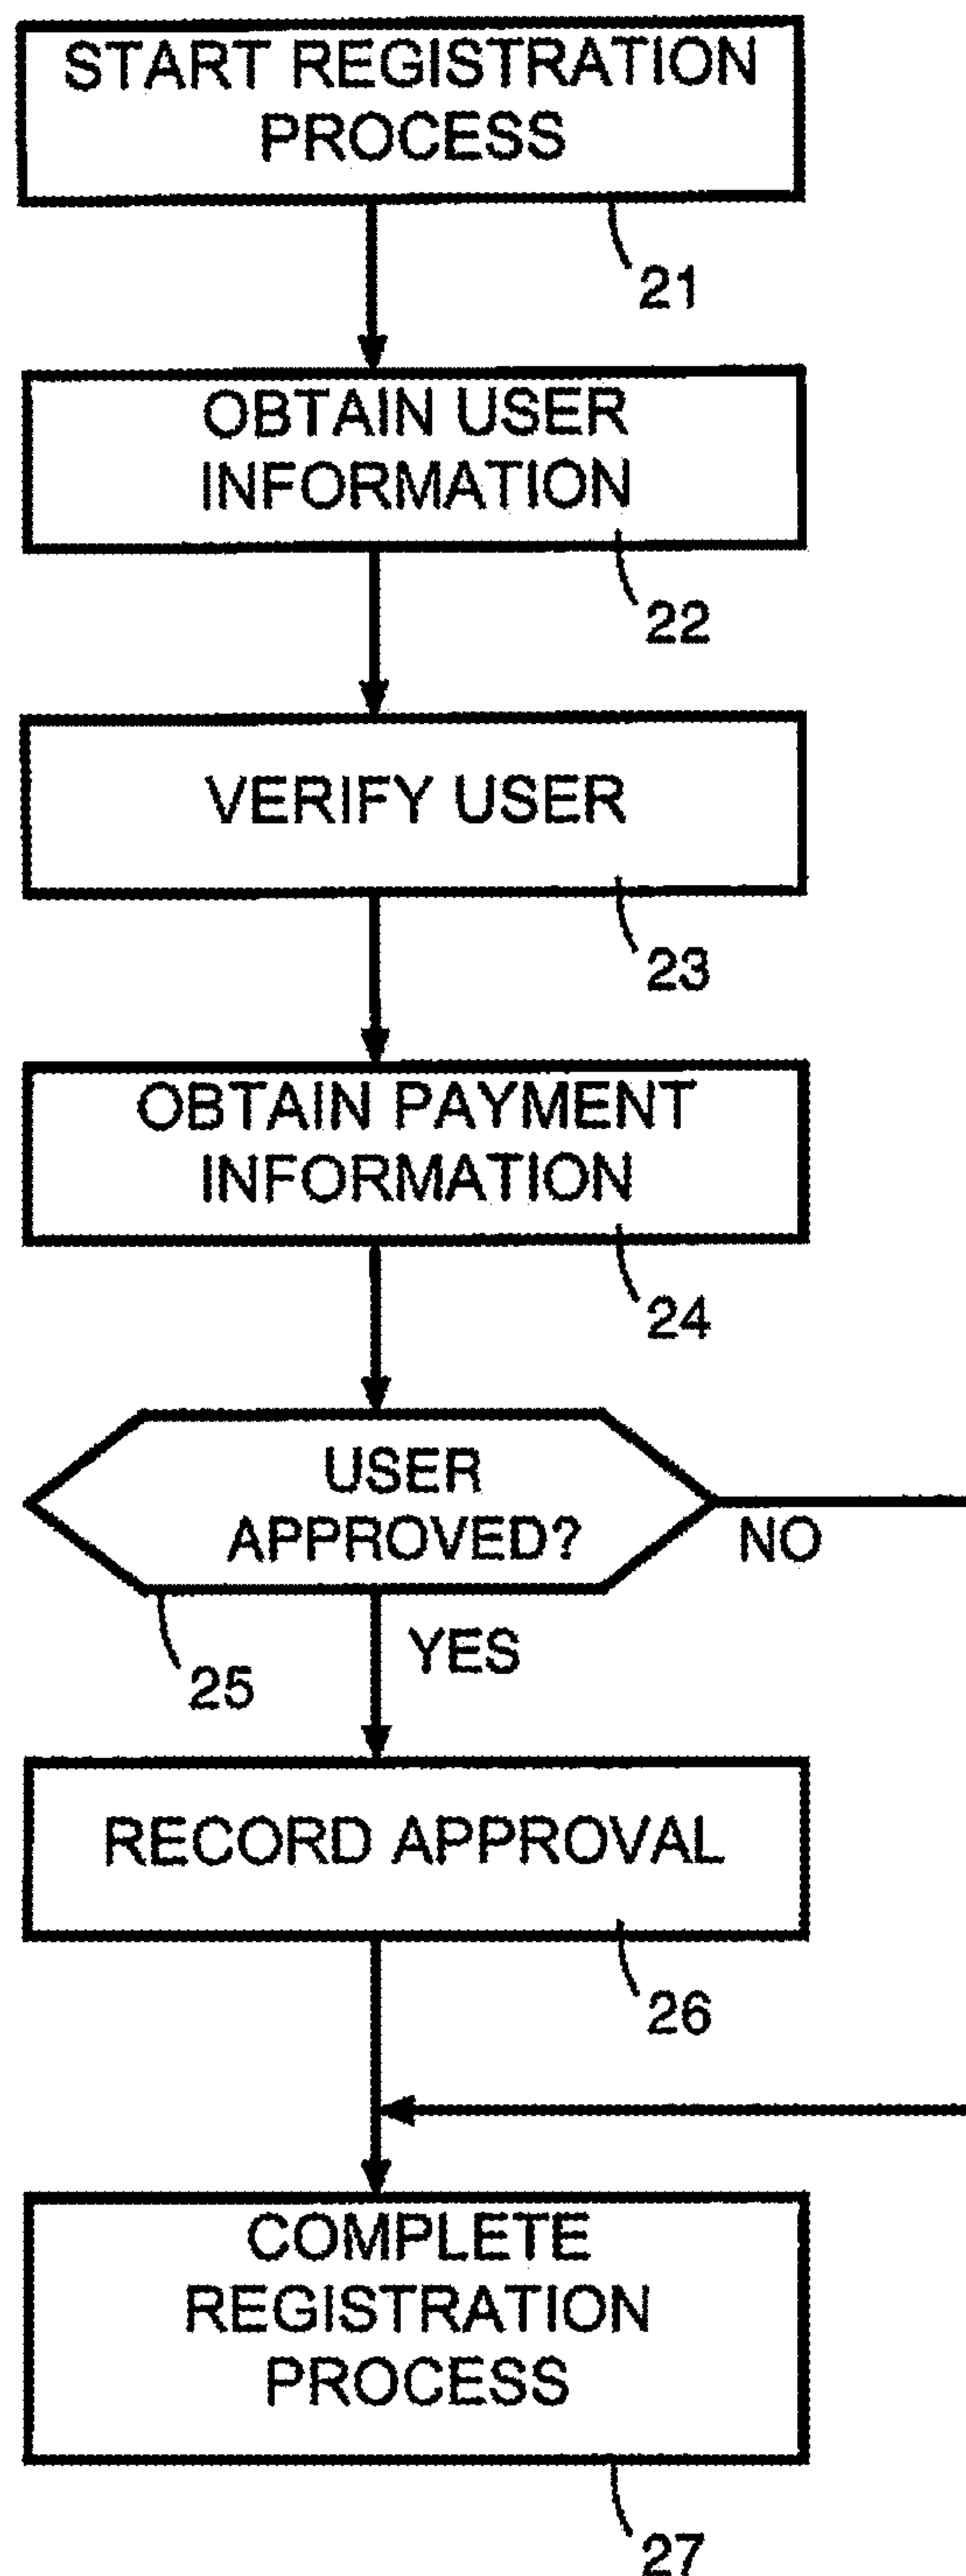 START REGISTRATION
PROCESS
21
OBTAIN USER
INFORMATION
22
VERIFY USER
23
OBTAIN PAYMENT
INFORMATION
24
USER
APPROVED?
NO
YES
25
RECORD APPROVAL
26
COMPLETE
REGISTRATION
PROCESS
27